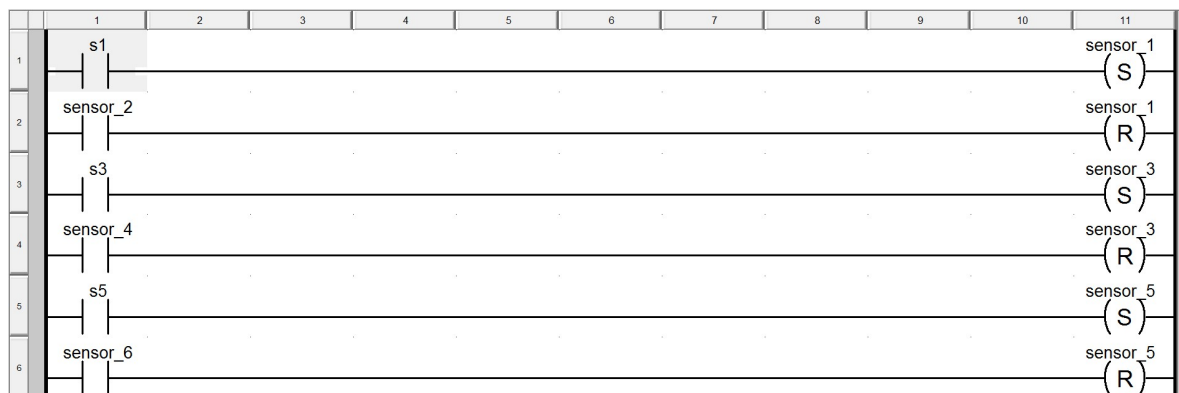 1 2 3 4 5 6 7 8 9 10 11
s1 sensor_1
1 S
sensor_2 sensor_1
2 R
s3 sensor_3
3 S
sensor_4 sensor_3
4 R
s5 sensor_5
5 S
sensor_6 sensor_5
6 R